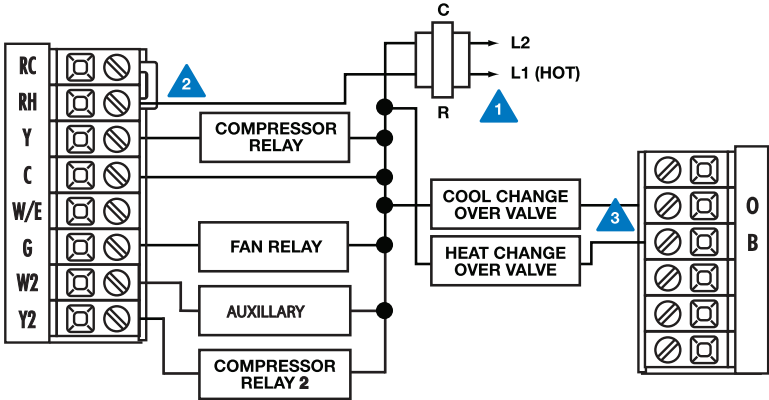 C
L2
L1 (HOT)
R
1
2
RC
RH
Y
C
W/E
G
W2
Y2
COMPRESSOR
RELAY
FAN RELAY
AUXILLARY
COMPRESSOR
RELAY 2
COOL CHANGE
OVER VALVE
HEAT CHANGE
OVER VALVE
3
O
B